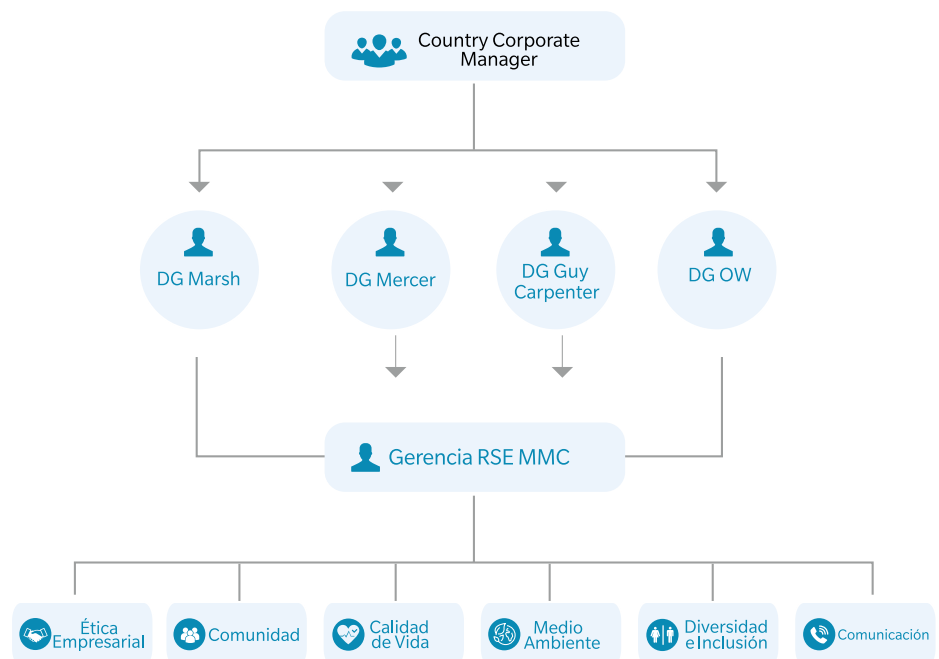 Country Corporate
Manager
DG Marsh
DG Mercer
DG Guy
Carpenter
DG OW
Gerencia RSE MMC
Ética
Empresarial
Comunidad
Calidad
de Vida
Medio
Ambiente
Diversidad
e Inclusión
Comunicación